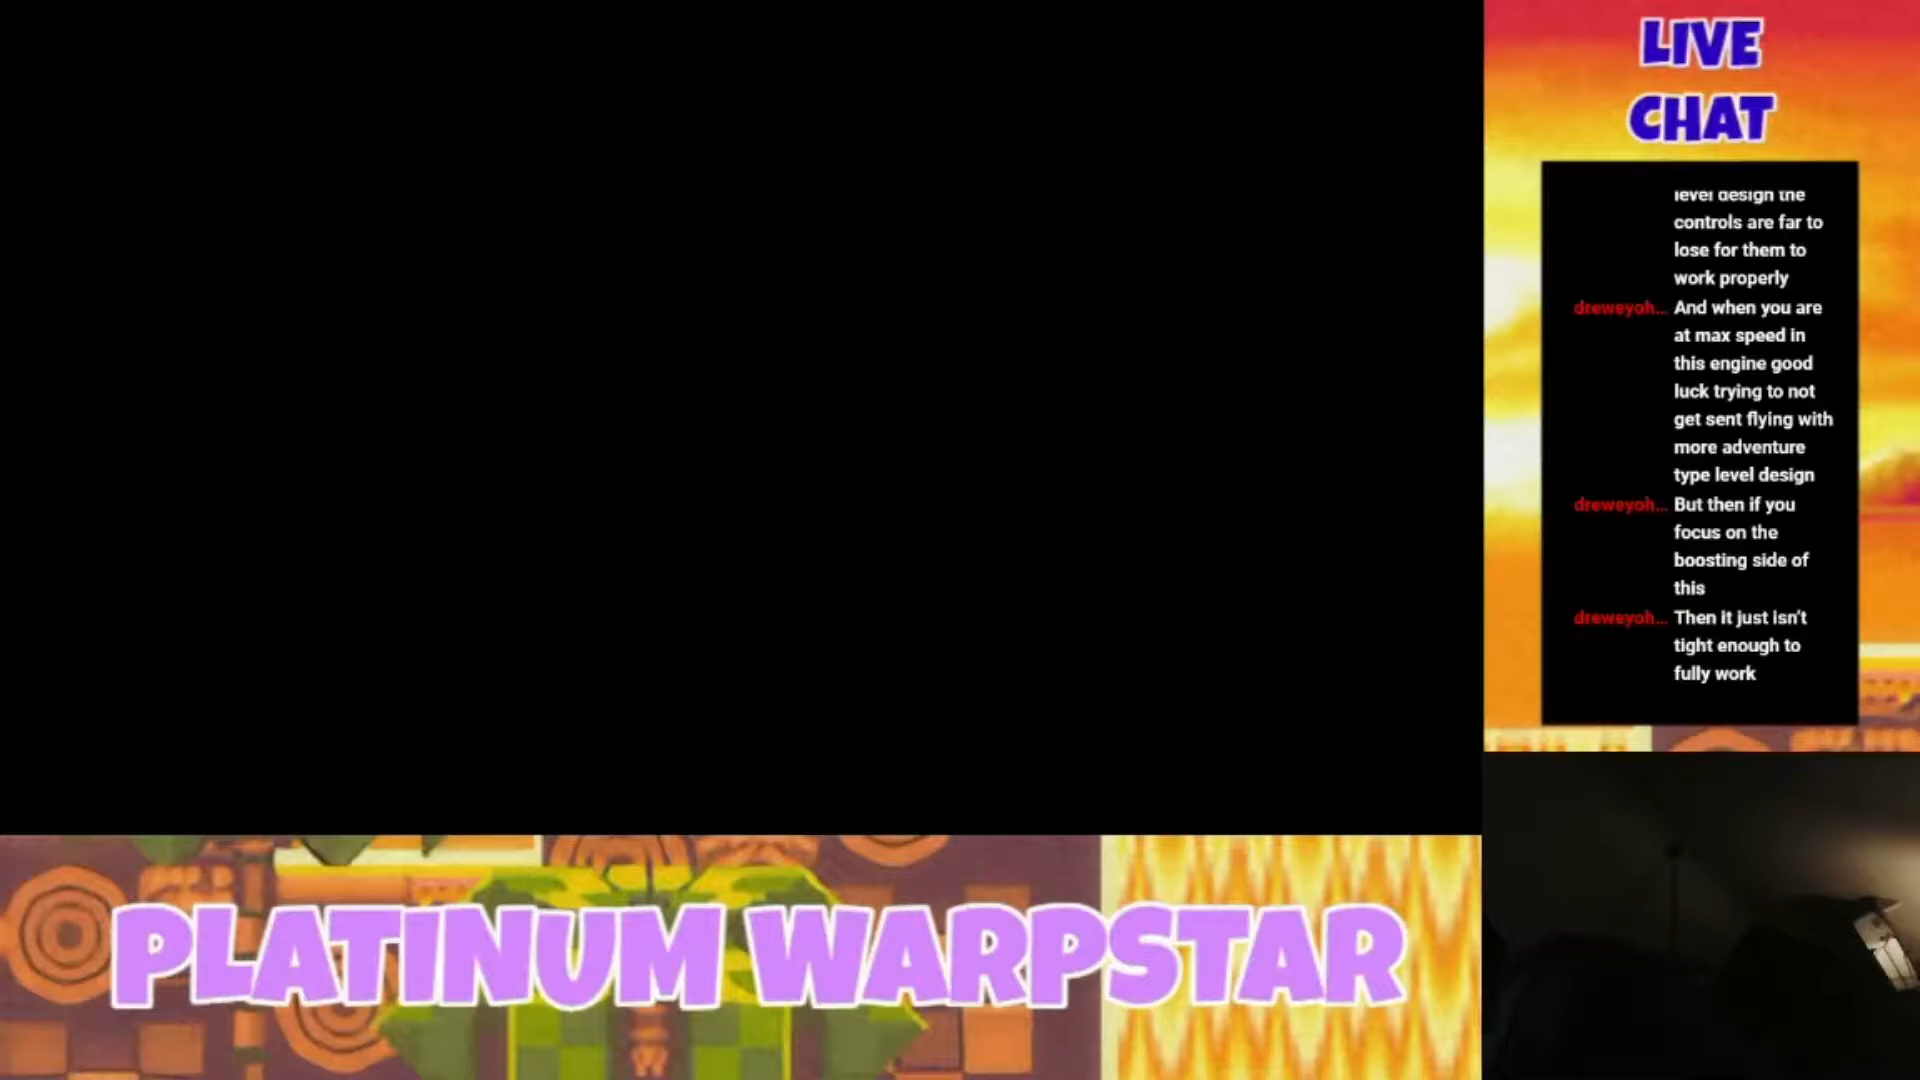 LIVE
CHAT
level design the
controls are far to
lose for them to
work properly
dreweyoh... And when you are
at max speed in
this engine good
luck trying to not
get sent flying with
more adventure
type level design
dreweyoh... But then if you
focus on the
boosting side of
this
dreweyoh... Then it just isn't
tight enough to
fully work
PLATINUM WARPSTAR